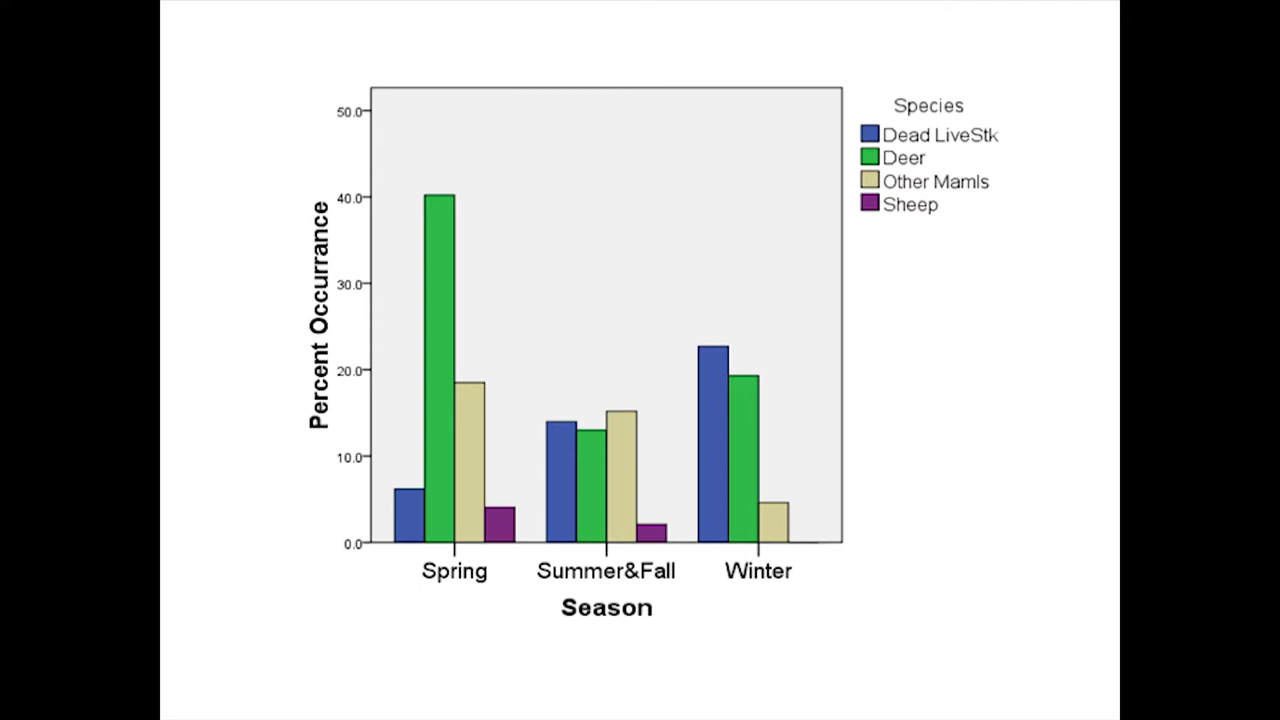 Species
Dead LiveStk
Deer
Other Mamls
Sheep
50.0
40.0
30.0
20.0
10.0
0.0
Percent Occurrance
Spring
Summer&Fall
Winter
Season